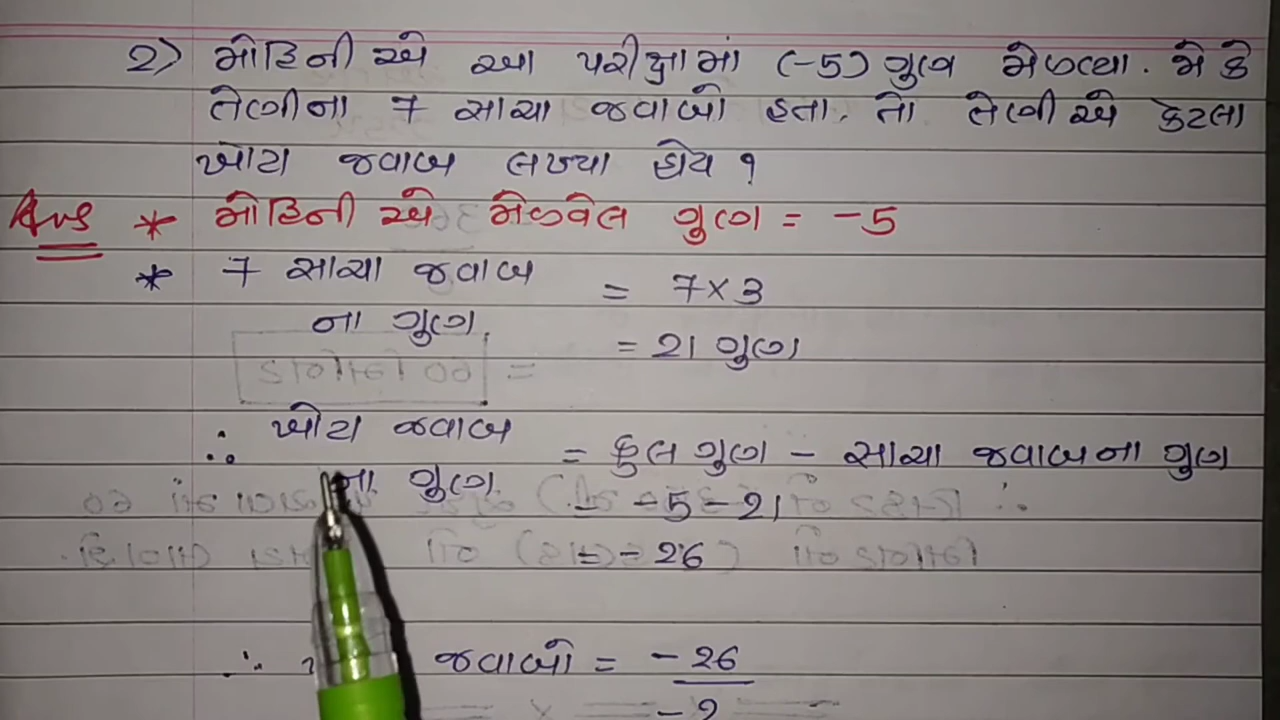 2) મોહિની એ આ પરીક્ષામાં (-5) ગુણ મેળવ્યા. જો કે
તેણીના 7 સાચા જવાબો હતા. તો તેણીએ કેટલા
ખોટા જવાબ લખ્યા હોય ?
Ans * મોહિની એ મેળવેલ ગુણ = -5
* 7 સાચા જવાબ
ના ગુણ = 7 × 3
= 21 ગુણ
∴ ખોટા જવાબ
ના ગુણ = કુલ ગુણ - સાચા જવાબના ગુણ
= -5 - 21
= -26
∴ જવાબો = -26
-2